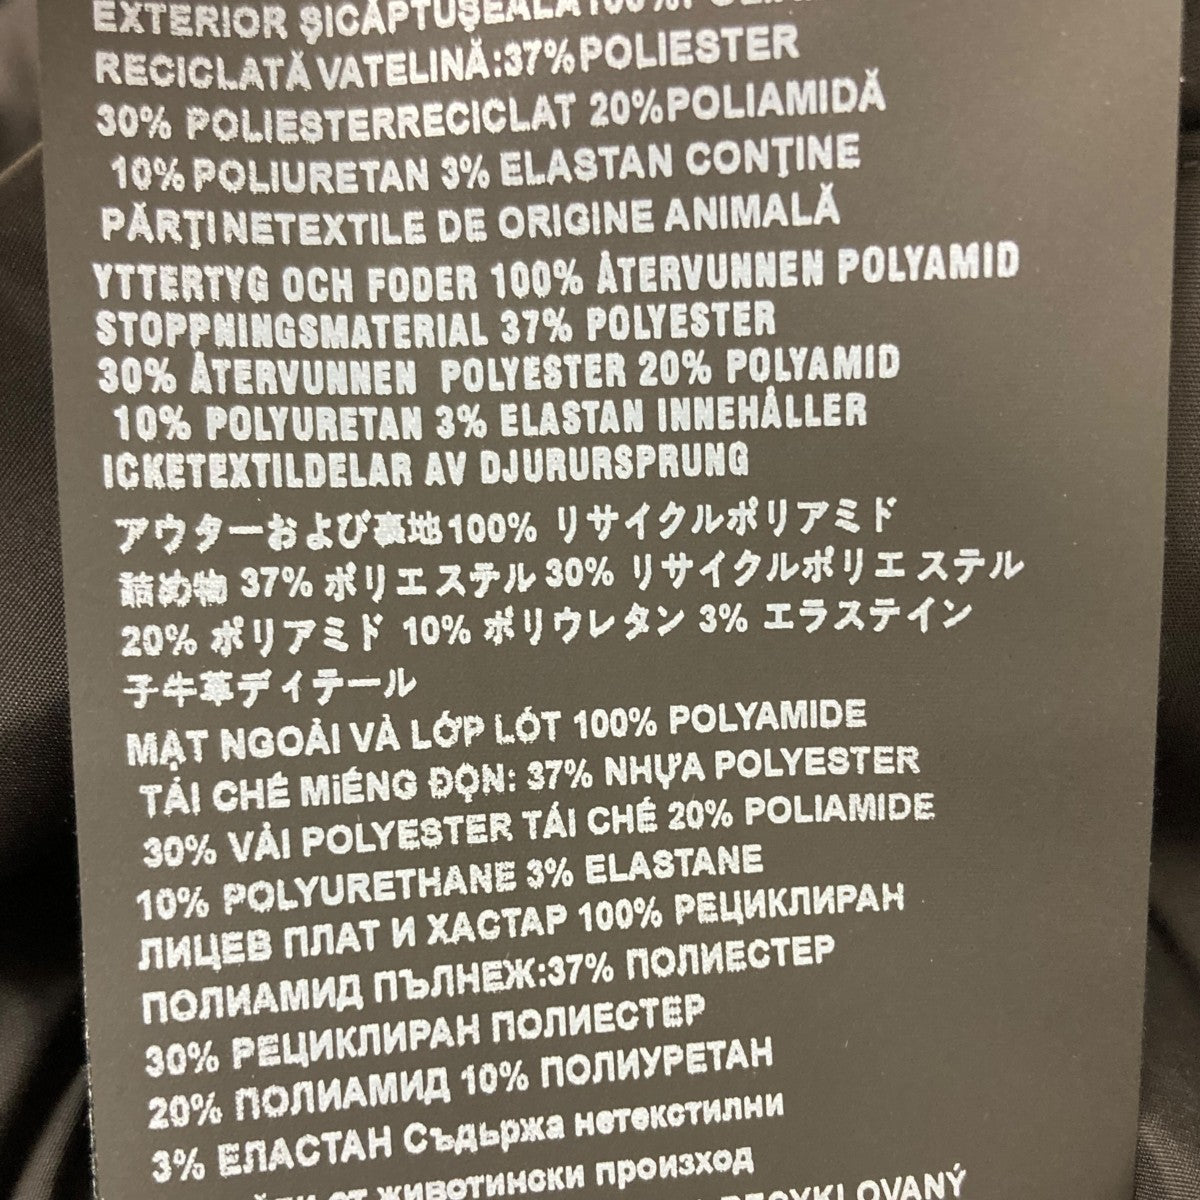 EXTERIOR ŞICĂPTUŞEALĂ100%
RECICLATĂ VATELINĂ:37%POLIESTER
30% POLIESTERRECICLAT 20%POLIAMIDĂ
10% POLIURETAN 3% ELASTAN CONŢINE
PĂRŢINETEXTILE DE ORIGINE ANIMALĂ
YTTERTYG OCH FODER 100% ÅTERVUNNEN POLYAMID
STOPPNINGSMATERIAL 37% POLYESTER
30% ÅTERVUNNEN POLYESTER 20% POLYAMID
10% POLYURETAN 3% ELASTAN INNEHÅLLER
ICKETEXTILDELAR AV DJURURSPRUNG
アウターおよび裏地100% リサイクルポリアミド
詰め物 37% ポリエステル 30% リサイクルポリエステル
20% ポリアミド 10% ポリウレタン 3% エラステイン
子牛革ディテール
MẶT NGOÀI VÀ LỚP LÓT 100% POLYAMIDE
TÁI CHÉ MIẾNG ĐỘN: 37% NHỰA POLYESTER
30% VẢI POLYESTER TÁI CHÉ 20% POLIAMIDE
10% POLYURETHANE 3% ELASTANE
ЛИЦЕВ ПЛАТ И ХАСТАР 100% РЕЦИКЛИРАН
ПОЛИАМИД ПЪЛНЕЖ:37% ПОЛИЕСТЕР
30% РЕЦИКЛИРАН ПОЛИЕСТЕР
20% ПОЛИАМИД 10% ПОЛИУРЕТАН
3% ЕЛАСТАН Съдържа нетекстилни
от животински произход
RECYKLOVANÝ